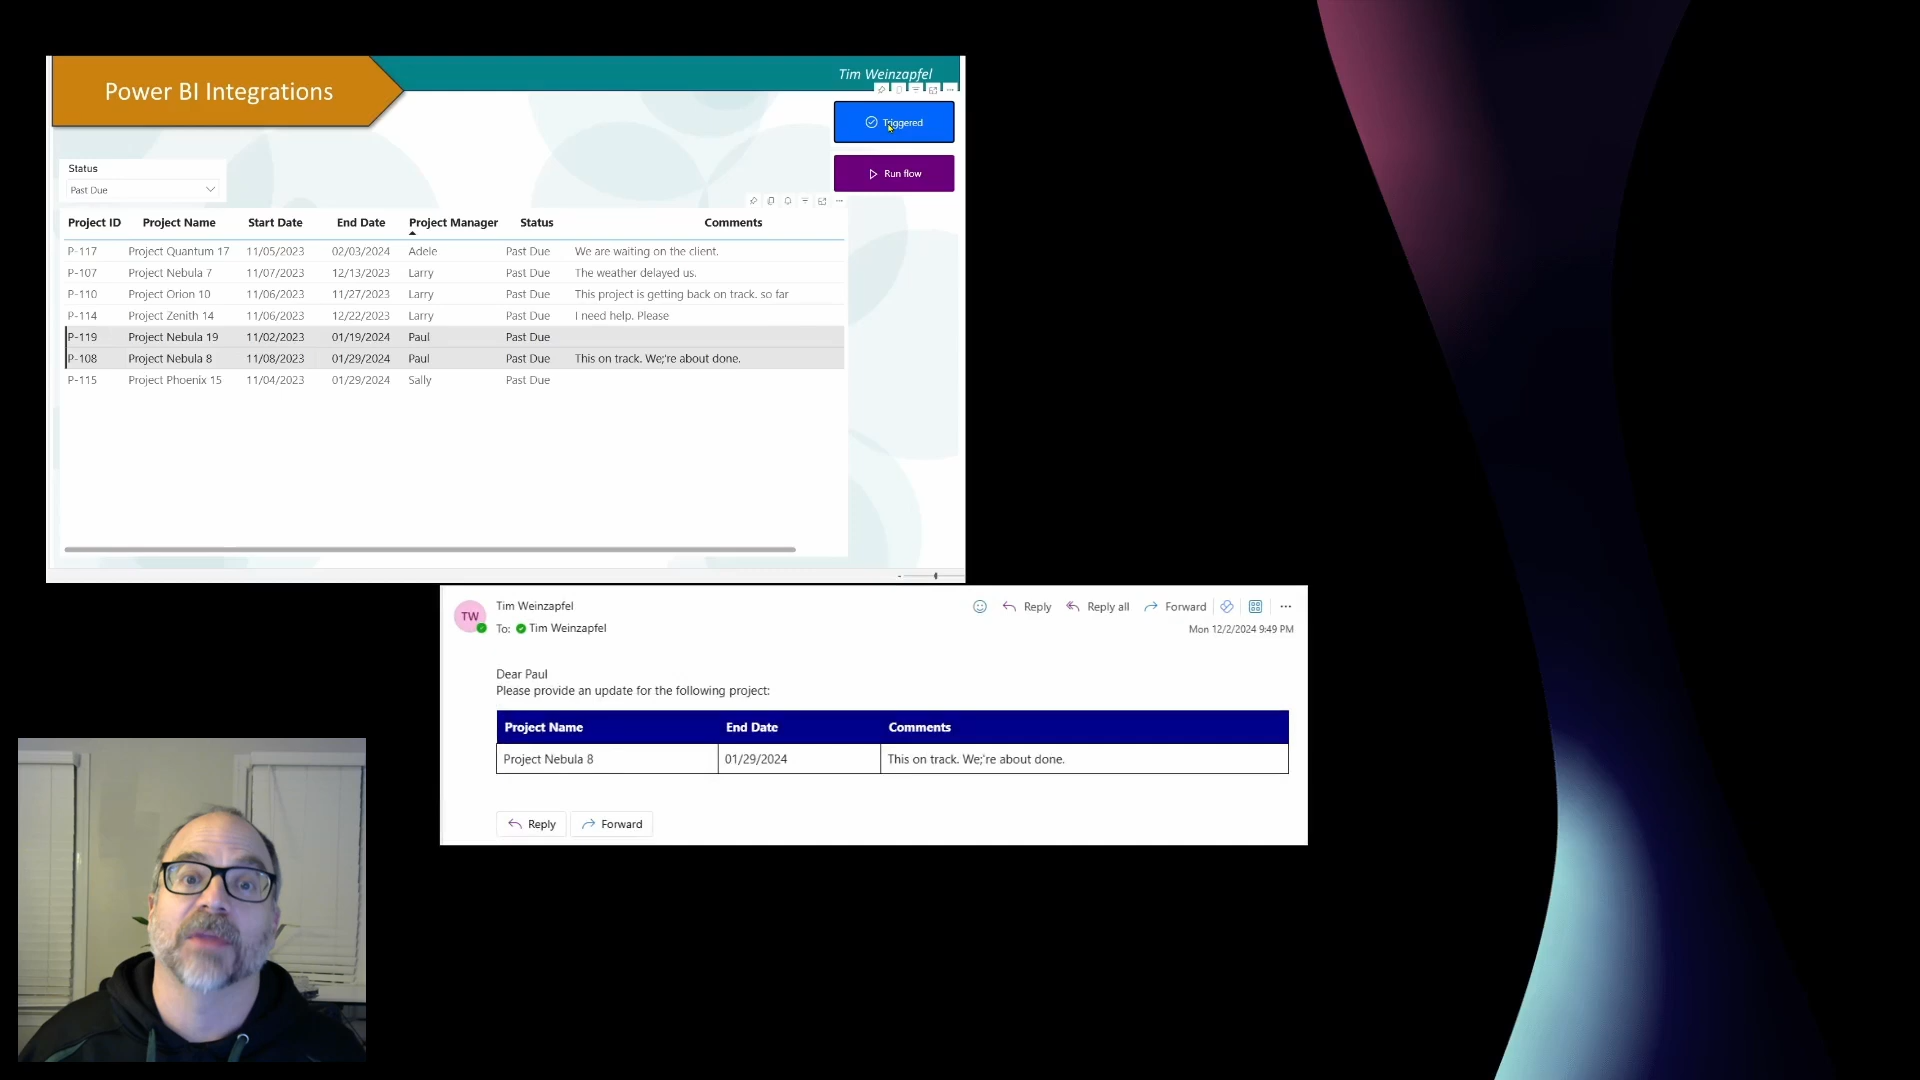 Power BI Integrations
Tim Weinzapfel
Triggered
Run flow
Status
Past Due
Project ID Project Name Start Date End Date Project Manager Status Comments
P-117 Project Quantum 17 11/05/2023 02/03/2024 Adele Past Due We are waiting on the client.
P-107 Project Nebula 7 11/07/2023 12/13/2023 Larry Past Due The weather delayed us.
P-110 Project Orion 10 11/06/2023 11/27/2023 Larry Past Due This project is getting back on track. so far
P-114 Project Zenith 14 11/06/2023 12/22/2023 Larry Past Due I need help. Please
P-119 Project Nebula 19 11/02/2023 01/19/2024 Paul Past Due
P-108 Project Nebula 8 11/08/2023 01/29/2024 Paul Past Due This on track. We;'re about done.
P-115 Project Phoenix 15 11/04/2023 01/29/2024 Sally Past Due
TW Tim Weinzapfel Reply Reply all Forward
To: Tim Weinzapfel Mon 12/2/2024 9:49 PM
Dear Paul
Please provide an update for the following project:
Project Name End Date Comments
Project Nebula 8 01/29/2024 This on track. We;'re about done.
Reply Forward